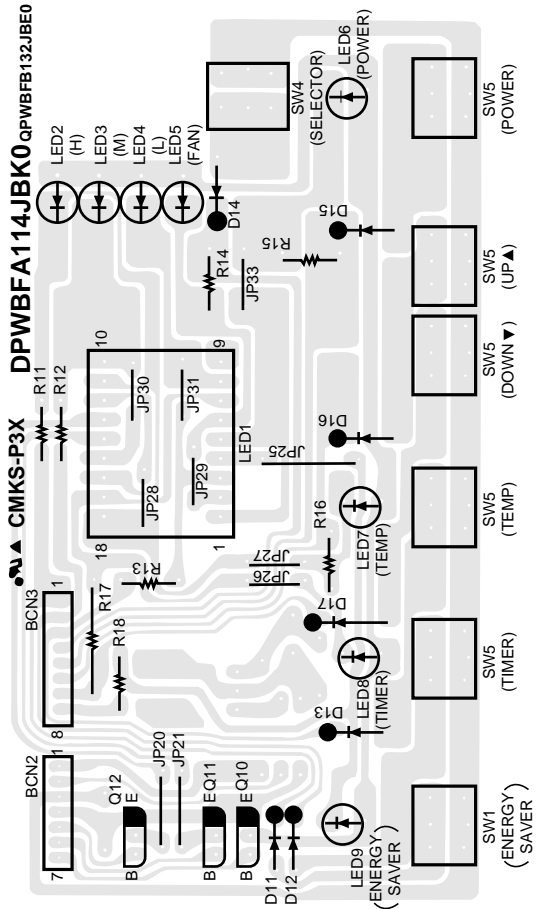 DPWBFA114JBK0 QPWBFB132JBE0
CMKS-P3X
LED2
(H)
LED3
(M)
LED4
(L)
LED5
(FAN)
SW4
(SELECTOR)
LED6
(POWER)
SW5
(POWER)
D14
D15
R15
R14
JP33
SW5
(UP▲)
R11
R12
10
9
JP30
JP31
JP28
JP29
18
1
LED1
JP25
D16
SW5
(DOWN▼)
R16
LED7
(TEMP)
SW5
(TEMP)
BCN3
1
8
R17
R18
R13
JP27
JP26
D17
LED8
(TIMER)
D13
SW5
(TIMER)
BCN2
1
7
Q12
E
B
JP20
JP21
EQ11
B
EQ10
B
D11
D12
LED9
(ENERGY
SAVER)
SW1
(ENERGY
SAVER)